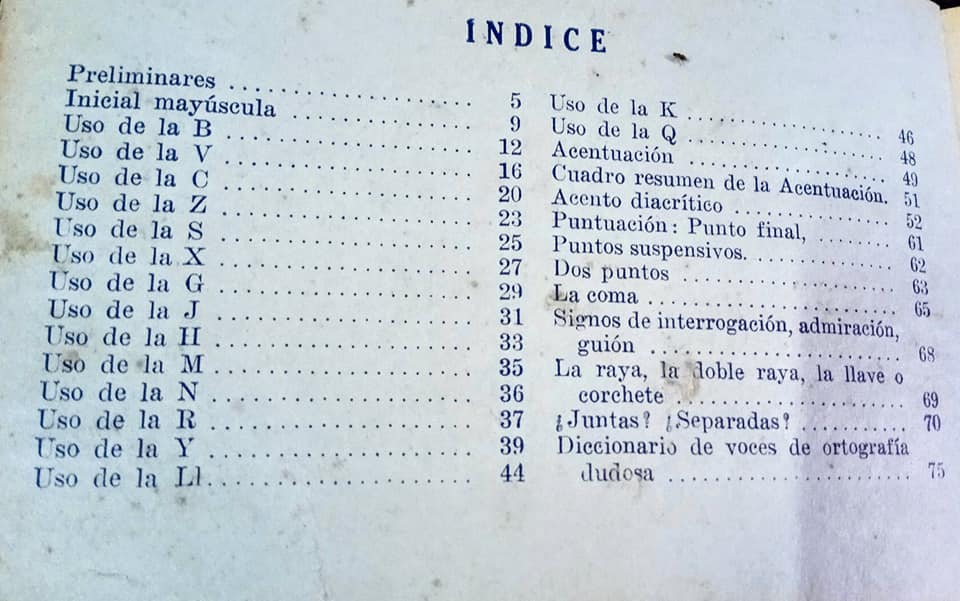 INDICE
Preliminares ........................ 5
Inicial mayúscula .................. 9
Uso de la B ........................ 12
Uso de la V ........................ 16
Uso de la C ........................ 20
Uso de la Z ........................ 23
Uso de la S ........................ 25
Uso de la X ........................ 27
Uso de la G ........................ 29
Uso de la J ........................ 31
Uso de la H ........................ 33
Uso de la M ........................ 35
Uso de la N ........................ 36
Uso de la R ........................ 37
Uso de la Y ........................ 39
Uso de la Ll ........................ 44
Uso de la K .................. 46
Uso de la Q .................. 48
Acentuación .................. 49
Cuadro resumen de la Acentuación. 51
Acento diacrítico .............. 52
Puntuación: Punto final, ........ 61
Puntos suspensivos. ............ 62
Dos puntos .................. 63
La coma .................. 65
Signos de interrogación, admiración,
guión .................. 68
La raya, la doble raya, la llave o
corchete .................. 69
¿Juntas? ¿Separadas? .......... 70
Diccionario de voces de ortografía
dudosa .................. 75